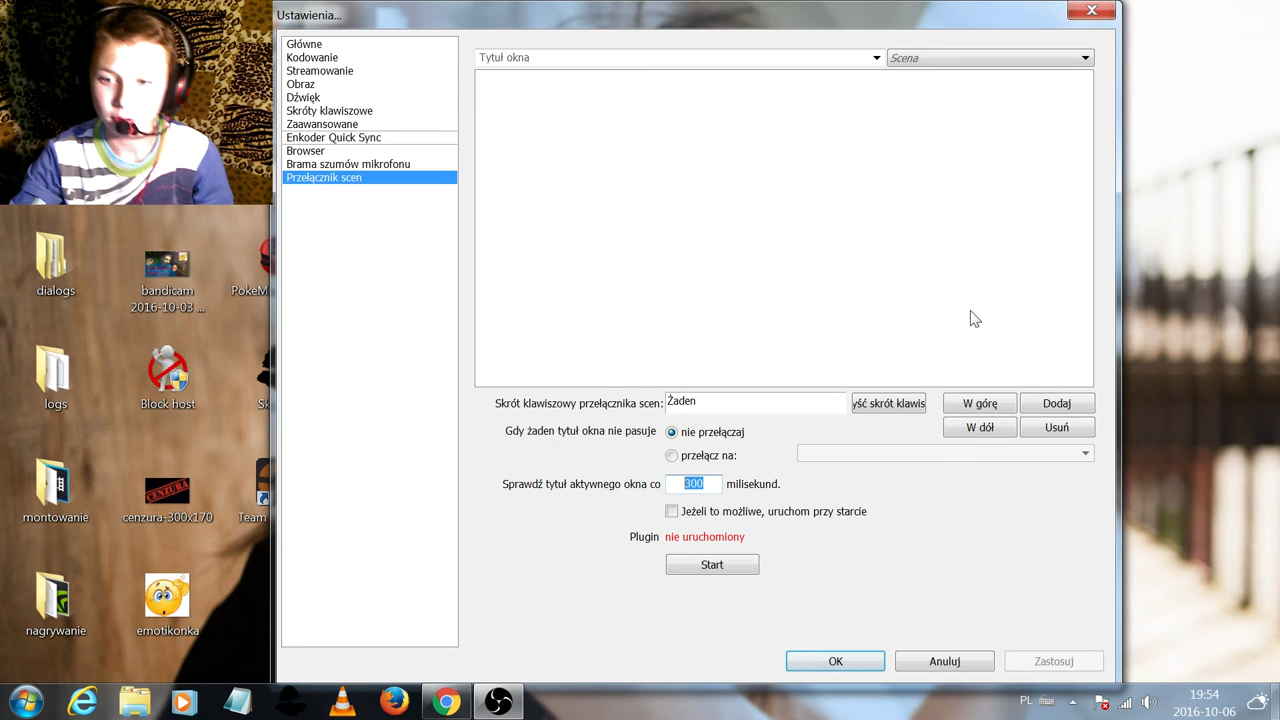 Ustawienia...
Główne
Kodowanie
Streamowanie
Obraz
Dźwięk
Skróty klawiszowe
Zaawansowane
Enkoder Quick Sync
Browser
Brama szumów mikrofonu
Przełącznik scen
Tytuł okna
Scena
Skrót klawiszowy przełącznika scen: Żaden
yść skrót klawis
W górę
Dodaj
Gdy żaden tytuł okna nie pasuje
nie przełączaj
W dół
Usuń
przełącz na:
Sprawdź tytuł aktywnego okna co 300 milisekund.
Jeżeli to możliwe, uruchom przy starcie
Plugin nie uruchomiony
Start
OK
Anuluj
Zastosuj
dialogs
bandicam
2016-10-03 ...
PokeM
logs
Block host
Sk
montowanie
CENZURA
cenzura-300x170
Team
nagrywanie
emotikonka
PL
19:54
2016-10-06